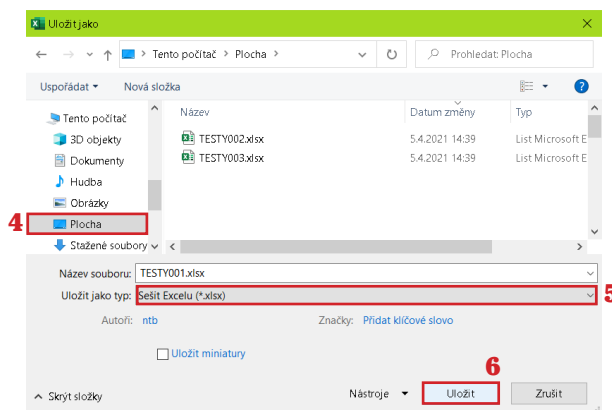 Uložit jako
Tento počítač > Plocha >
Prohledat: Plocha
Uspořádat
Nová složka
Název
Datum změny
Typ
Tento počítač
3D objekty
Dokumenty
Hudba
Obrázky
4
Plocha
Stažené soubory
TESTY002.xlsx
5.4.2021 14:39
List Microsoft E
TESTY003.xlsx
5.4.2021 14:39
List Microsoft E
Název souboru: TESTY001.xlsx
Uložit jako typ: Sešit Excelu (*.xlsx)
5
Autoři: ntb
Značky: Přidat klíčové slovo
Uložit miniatury
6
Skrýt složky
Nástroje
Uložit
Zrušit